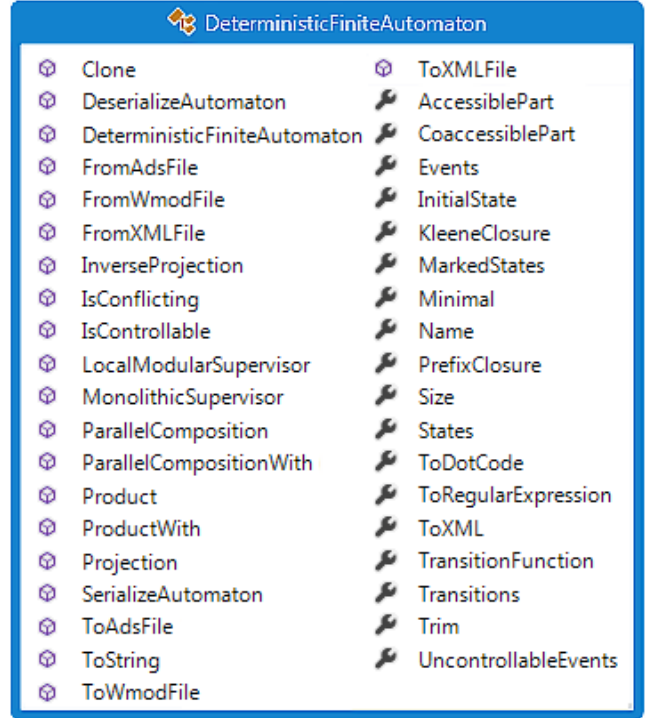 DeterministicFiniteAutomaton
Clone
DeserializeAutomaton
DeterministicFiniteAutomaton
FromAdsFile
FromWmodFile
FromXMLFile
InverseProjection
IsConflicting
IsControllable
LocalModularSupervisor
MonolithicSupervisor
ParallelComposition
ParallelCompositionWith
Product
ProductWith
Projection
SerializeAutomaton
ToAdsFile
ToString
ToWmodFile
ToXMLFile
AccessiblePart
CoaccessiblePart
Events
InitialState
KleeneClosure
MarkedStates
Minimal
Name
PrefixClosure
Size
States
ToDotCode
ToRegularExpression
ToXML
TransitionFunction
Transitions
Trim
UncontrollableEvents